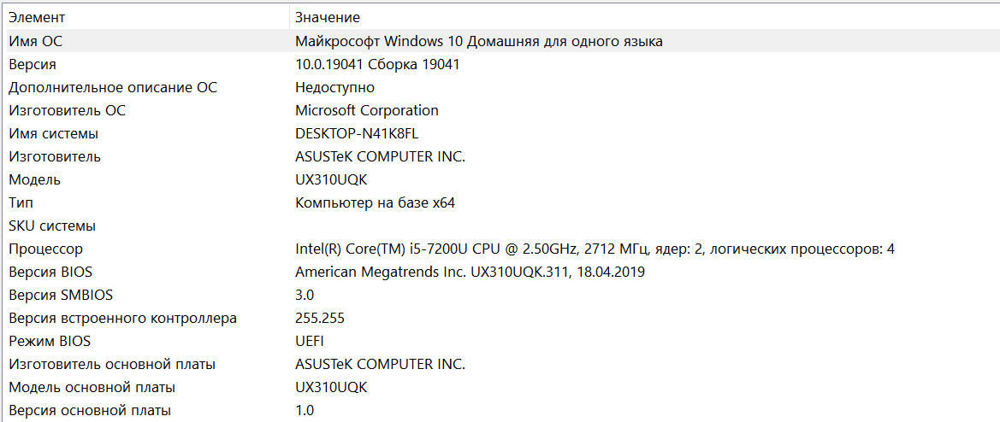 Элемент Значение
Имя ОС Майкрософт Windows 10 Домашняя для одного языка
Версия 10.0.19041 Сборка 19041
Дополнительное описание ОС Недоступно
Изготовитель ОС Microsoft Corporation
Имя системы DESKTOP-N41K8FL
Изготовитель ASUSTeK COMPUTER INC.
Модель UX310UQK
Тип Компьютер на базе x64
SKU системы
Процессор Intel(R) Core(TM) i5-7200U CPU @ 2.50GHz, 2712 МГц, ядер: 2, логических процессоров: 4
Версия BIOS American Megatrends Inc. UX310UQK.311, 18.04.2019
Версия SMBIOS 3.0
Версия встроенного контроллера 255.255
Режим BIOS UEFI
Изготовитель основной платы ASUSTeK COMPUTER INC.
Модель основной платы UX310UQK
Версия основной платы 1.0